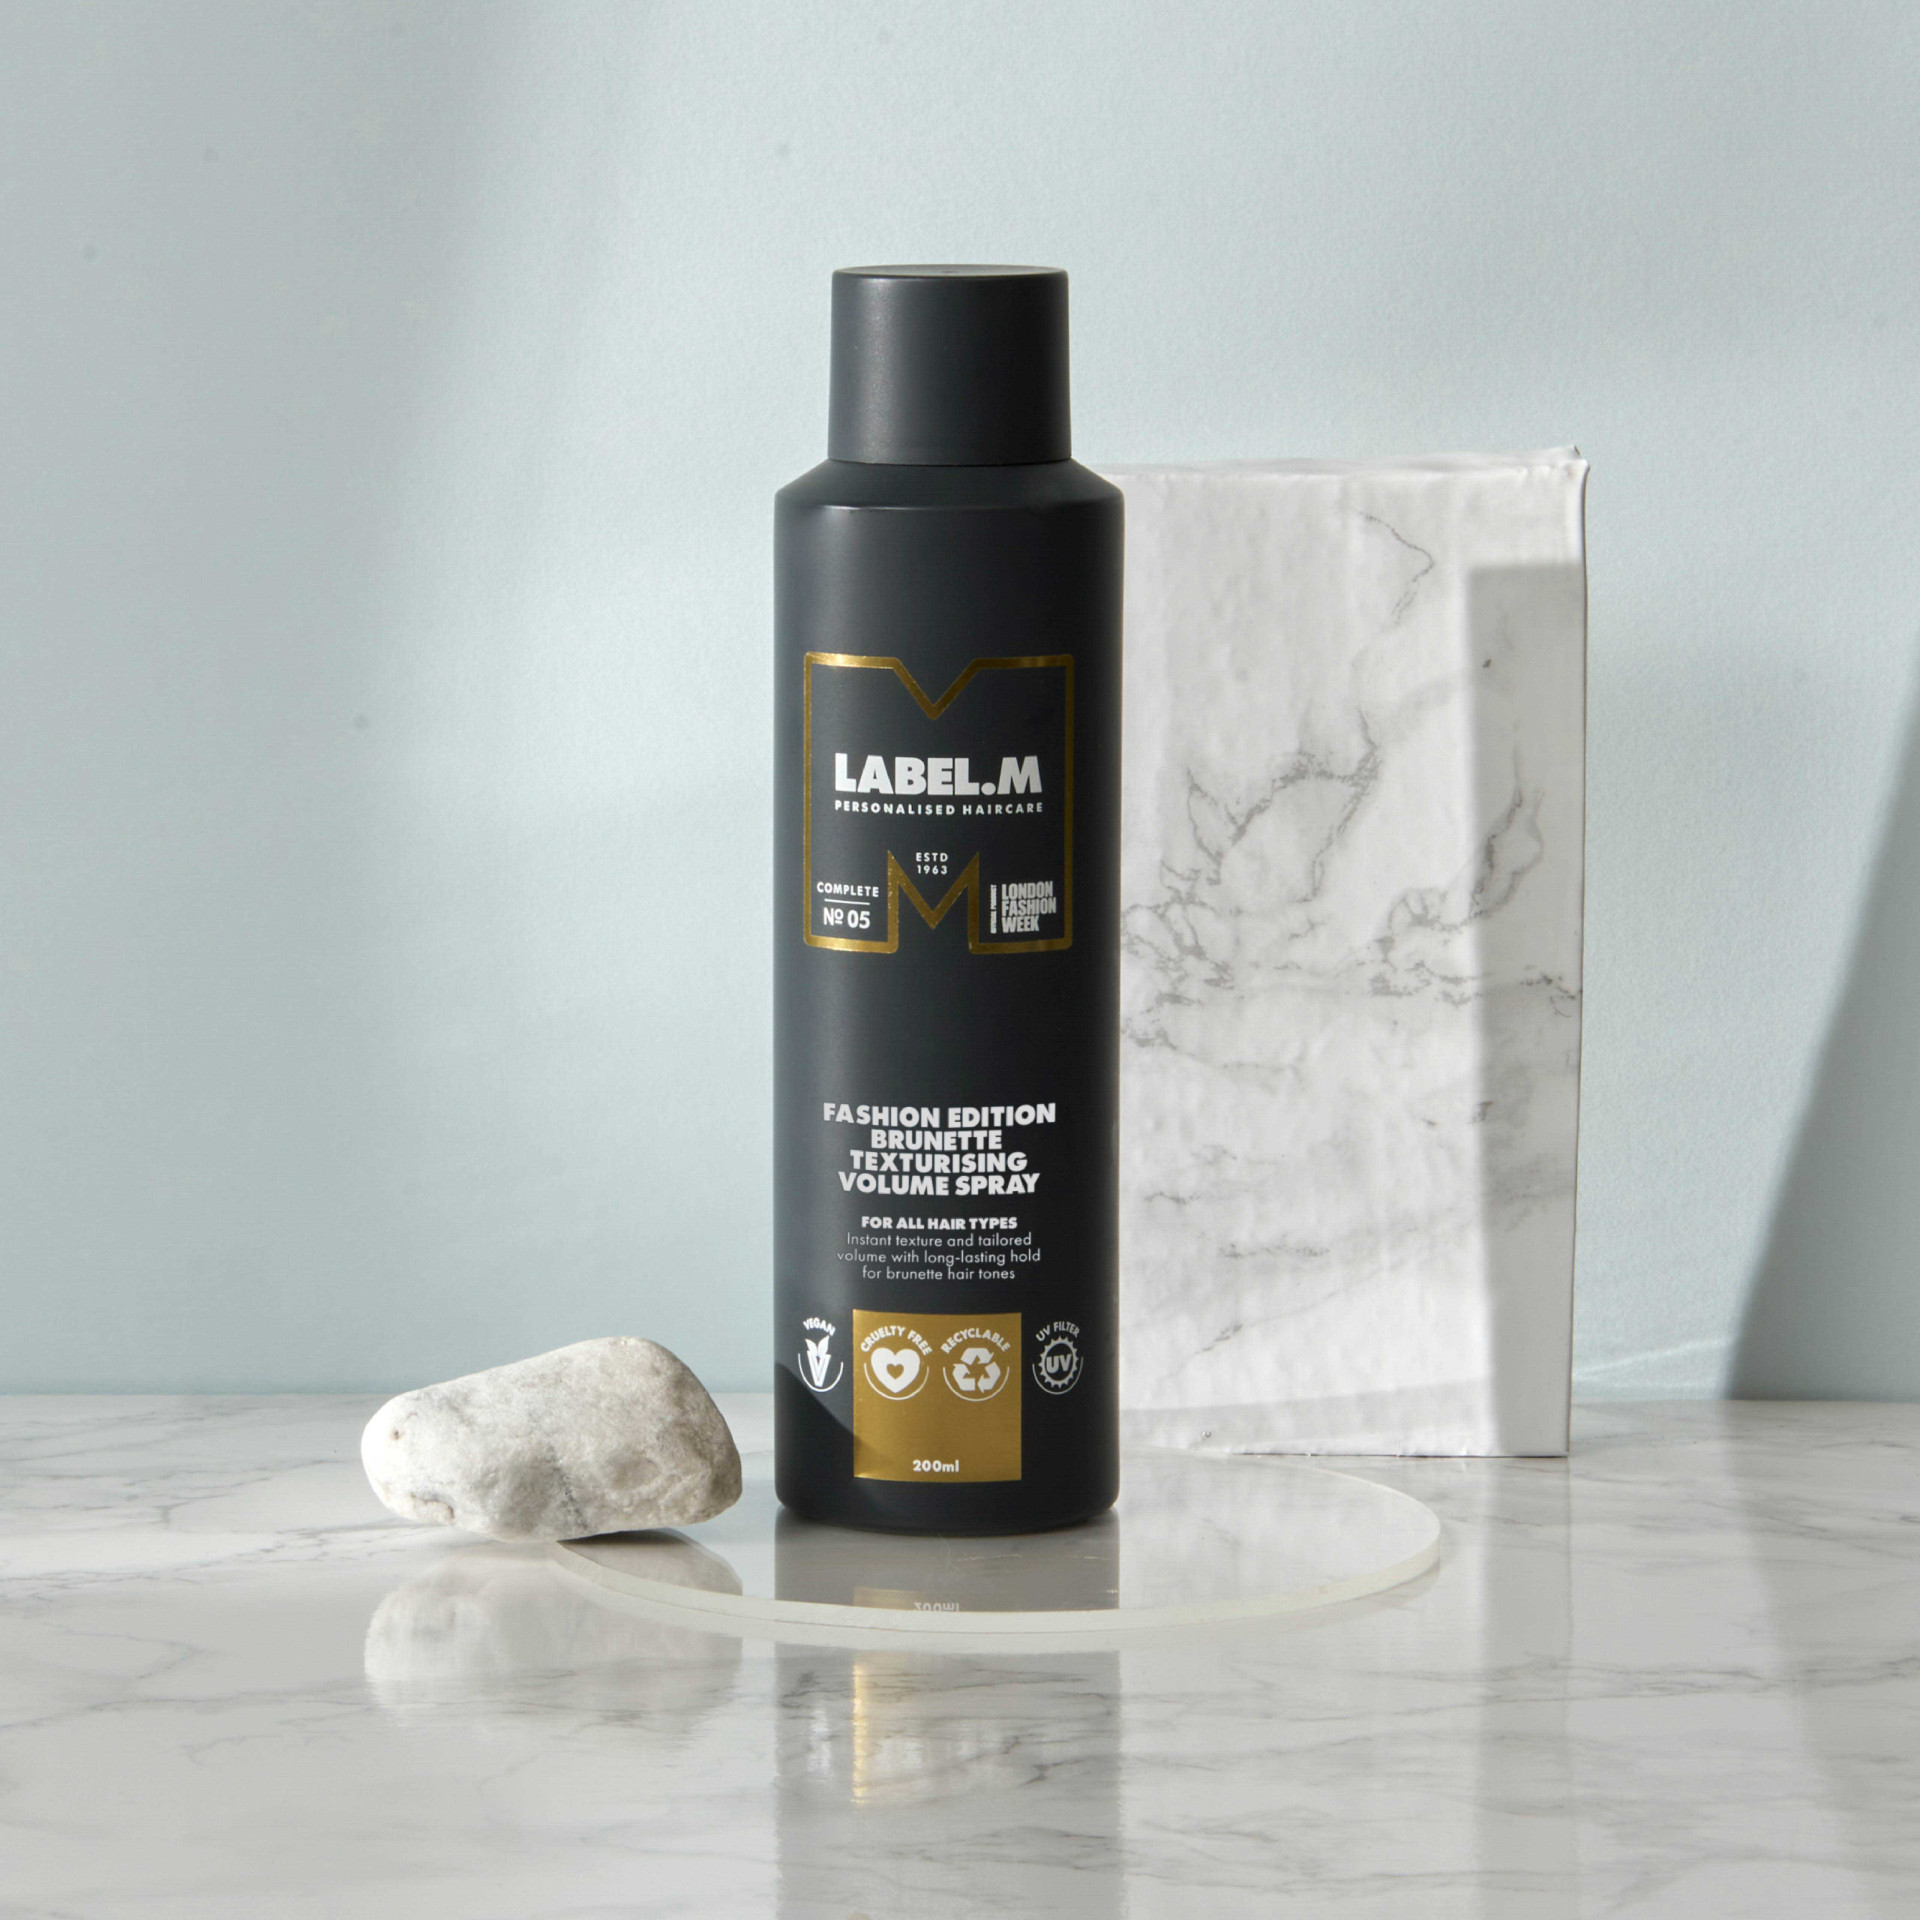 LABEL.M
PERSONALISED HAIRCARE
ESTD
1963
COMPLETE
Nº 05
OFFICIAL PRODUCT
LONDON
FASHION
WEEK
FASHION EDITION
BRUNETTE
TEXTURISING
VOLUME SPRAY
FOR ALL HAIR TYPES
Instant texture and tailored
volume with long-lasting hold
for brunette hair tones
VEGAN
CRUELTY FREE
RECYCLABLE
UV FILTER
UV
200ml